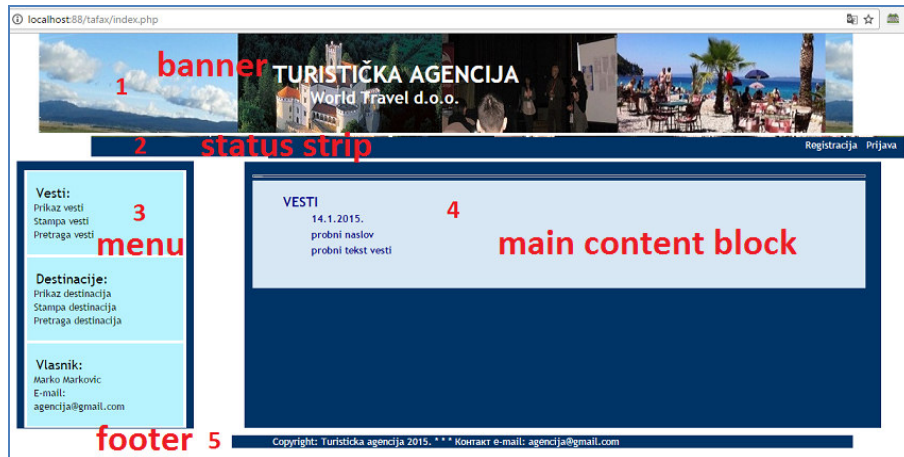 localhost:88/tafax/index.php
banner
1
TURISTIČKA AGENCIJA
World Travel d.o.o.
2
status strip
Registracija Prijava
Vesti:
Prikaz vesti
Stampa vesti
Pretraga vesti
3
menu
Destinacije:
Prikaz destinacija
Stampa destinacija
Pretraga destinacija
Vlasnik:
Marko Markovic
E-mail:
agencija@gmail.com
VESTI
14.1.2015.
probni naslov
probni tekst vesti
4
main content block
footer
5
Copyright: Turisticka agencija 2015. * * * Контакт e-mail: agencija@gmail.com